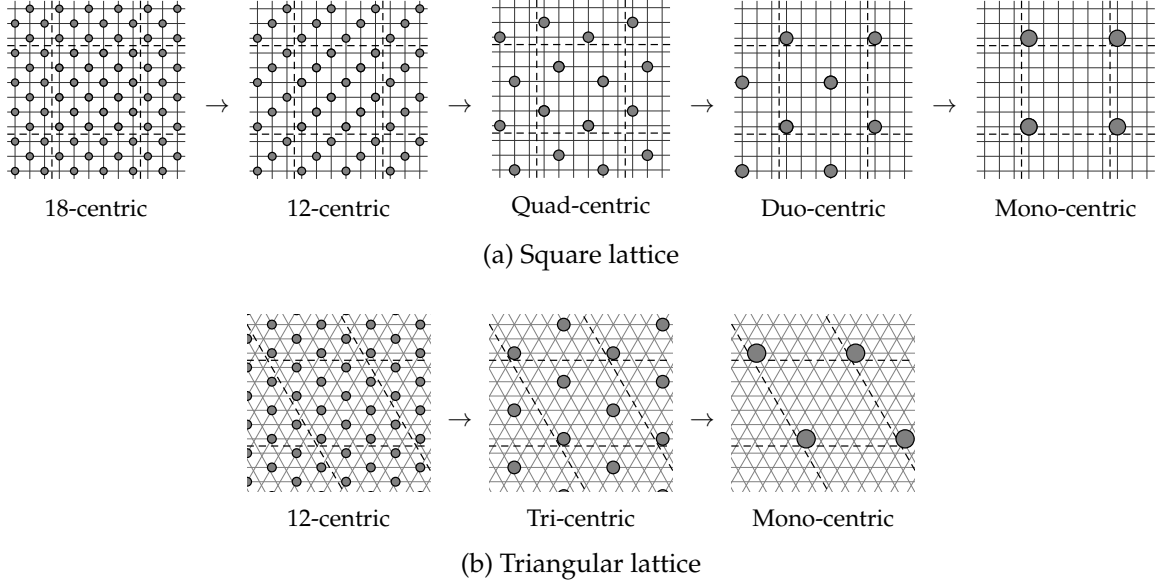 → → → →
18-centric 12-centric Quad-centric Duo-centric Mono-centric
(a) Square lattice
→ →
12-centric Tri-centric Mono-centric
(b) Triangular lattice